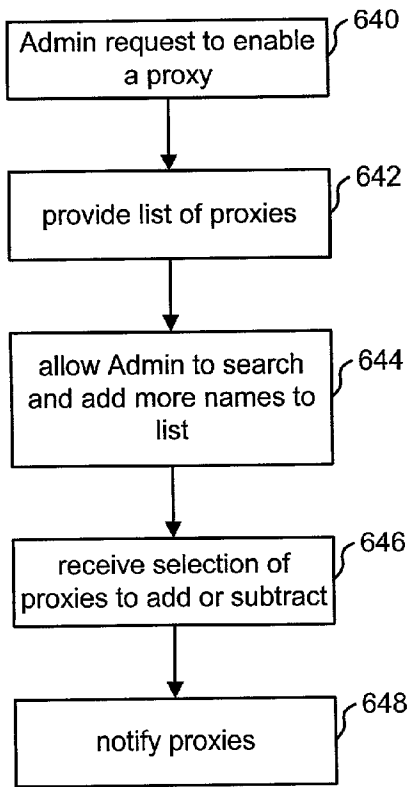 640
Admin request to enable
a proxy
642
provide list of proxies
644
allow Admin to search
and add more names to
list
646
receive selection of
proxies to add or subtract
648
notify proxies